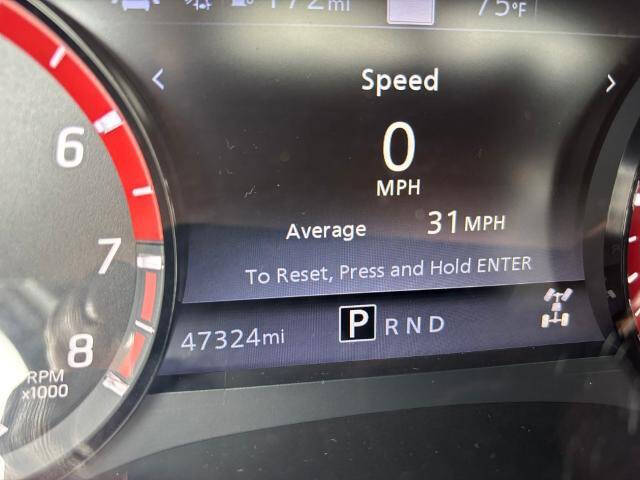 172mi
75°F
Speed
0
MPH
Average 31 MPH
To Reset, Press and Hold ENTER
47324mi P R N D
6
7
8
RPM
x1000